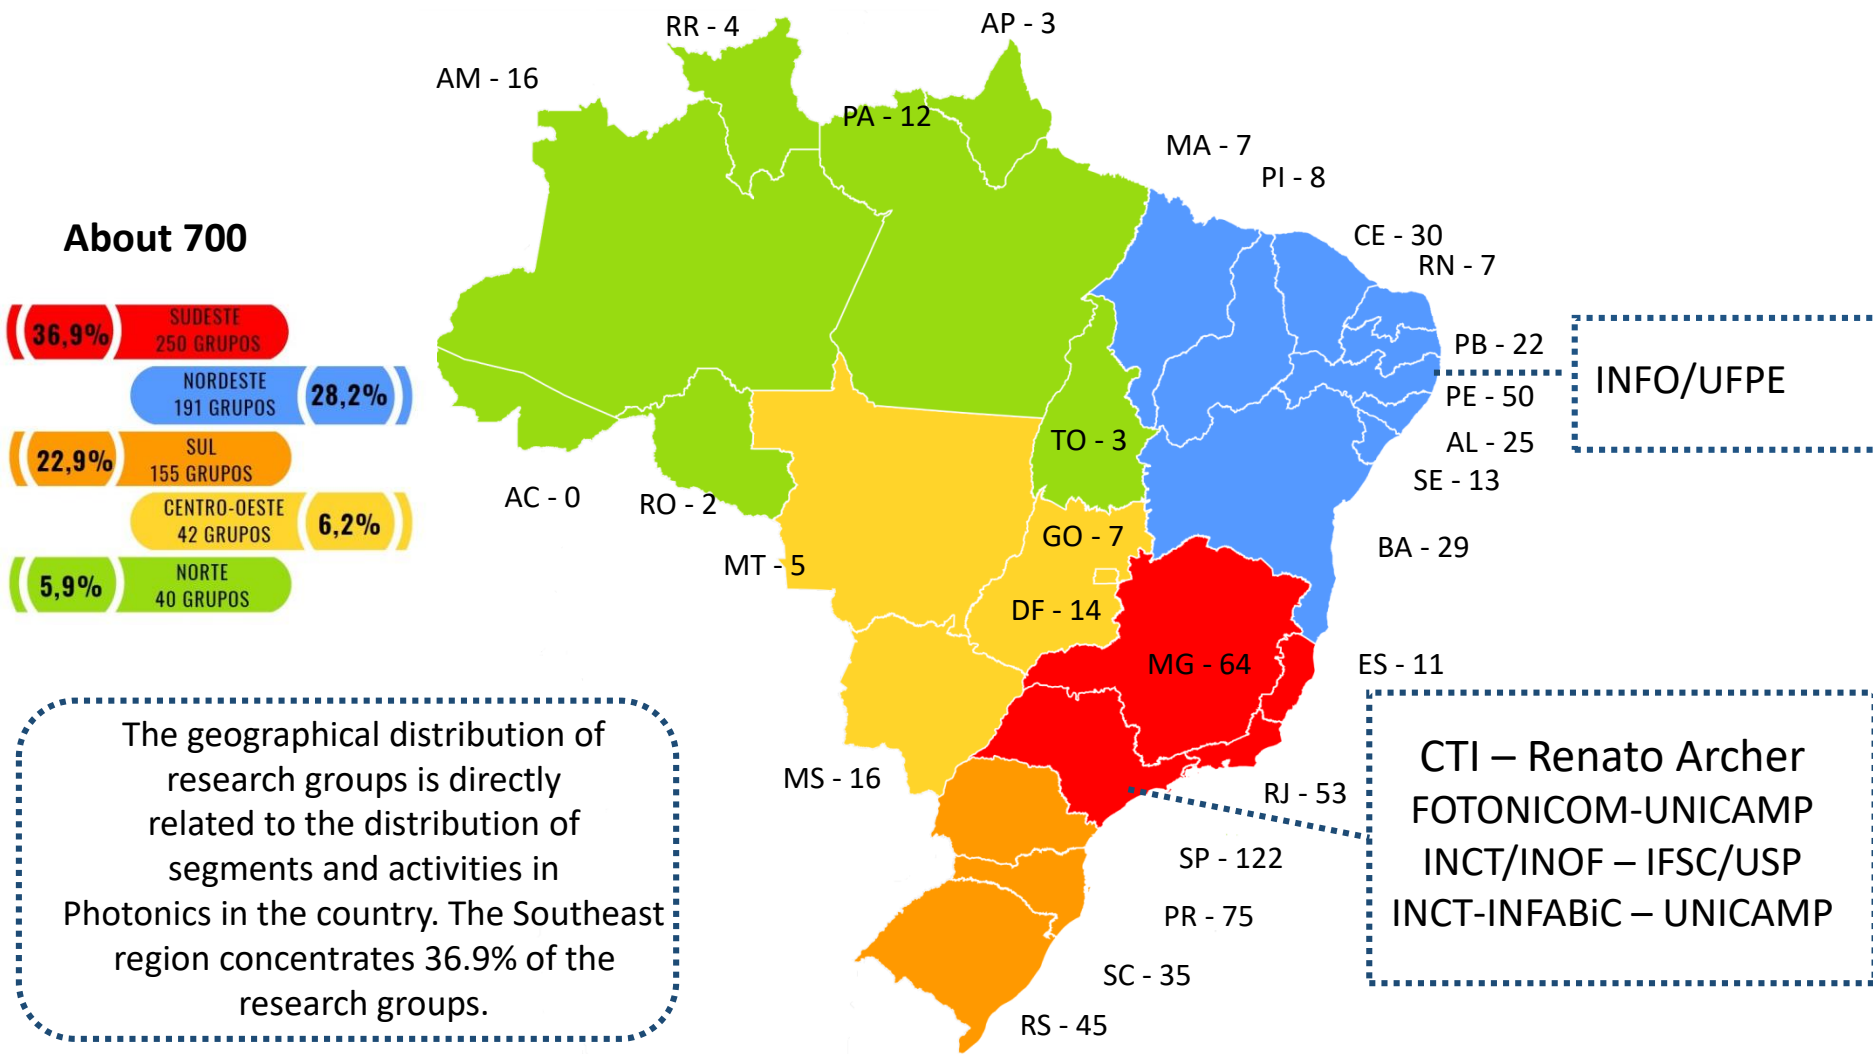 RR - 4
AP - 3
AM - 16
PA - 12
MA - 7
PI - 8
CE - 30
RN - 7
About 700
36,9%
SUDESTE
250 GRUPOS
NORDESTE
191 GRUPOS
28,2%
22,9%
SUL
155 GRUPOS
CENTRO-OESTE
42 GRUPOS
6,2%
5,9%
NORTE
40 GRUPOS
PB - 22
INFO/UFPE
PE - 50
AL - 25
TO - 3
SE - 13
AC - 0
RO - 2
GO - 7
BA - 29
MT - 5
DF - 14
MG - 64
ES - 11
MS - 16
RJ - 53
SP - 122
PR - 75
SC - 35
RS - 45
The geographical distribution of
research groups is directly
related to the distribution of
segments and activities in
Photonics in the country. The Southeast
region concentrates 36.9% of the
research groups.
CTI – Renato Archer
FOTONICOM-UNICAMP
INCT/INOF – IFSC/USP
INCT-INFABiC – UNICAMP